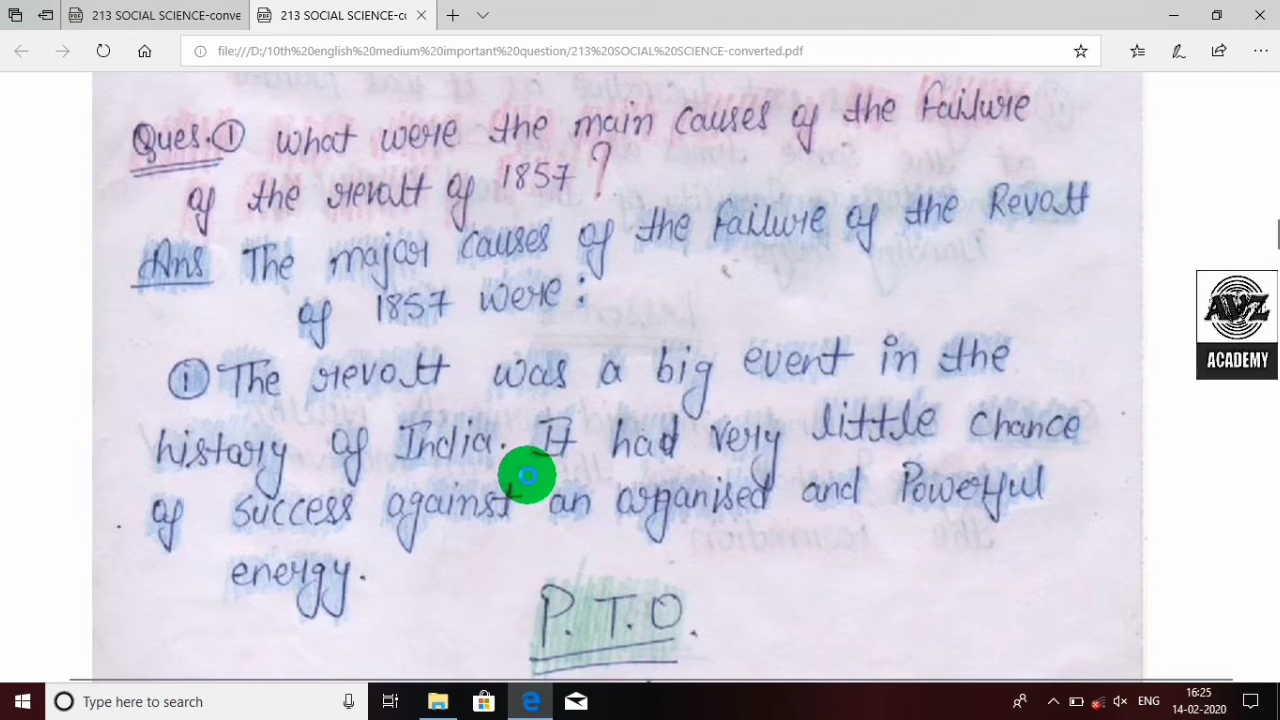 213 SOCIAL SCIENCE-conve
213 SOCIAL SCIENCE-cc
file:///D:/10th%20english%20medium%20important%20question/213%20SOCIAL%20SCIENCE-converted.pdf
Ques.① what were the main causes of the failure
of the revolt of 1857?
Ans The major causes of the failure of the Revolt
of 1857 were:
① The revolt was a big event in the
history of India. It had very little chance
of success against an organised and Powerful
energy.
P.T.O.
AVZ
ACADEMY
Type here to search
ENG
16:25
14-02-2020